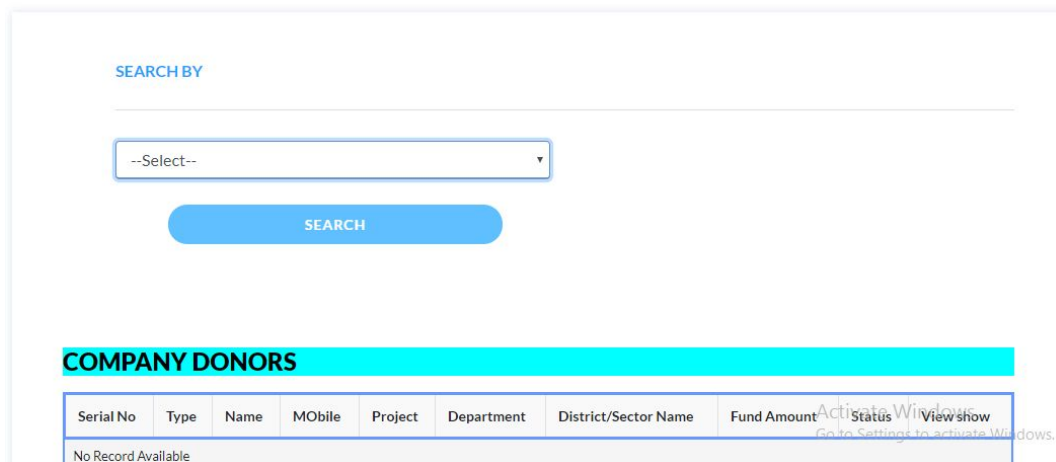 SEARCH BY
--Select--
SEARCH
COMPANY DONORS
Serial No Type Name MObile Project Department District/Sector Name Fund Amount Status View show
Activate Windows
Go to Settings to activate Windows.
No Record Available